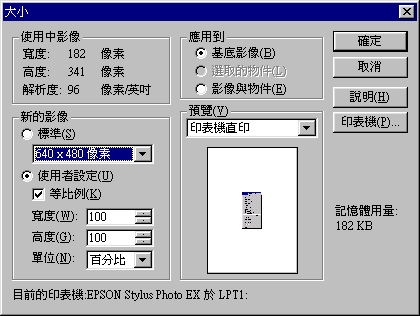 大小
使用中影像
寬度: 182 像素
高度: 341 像素
解析度: 96 像素/英吋
應用到
基底影像(B)
選取的物件(L)
影像與物件(E)
確定
取消
說明(H)
印表機(P)...
新的影像
標準(S)
640 x 480 像素
使用者設定(U)
等比例(K)
寬度(W): 100
高度(G): 100
單位(N): 百分比
預覽(V)
印表機直印
記憶體用量:
182 KB
目前的印表機:EPSON Stylus Photo EX 於 LPT1: